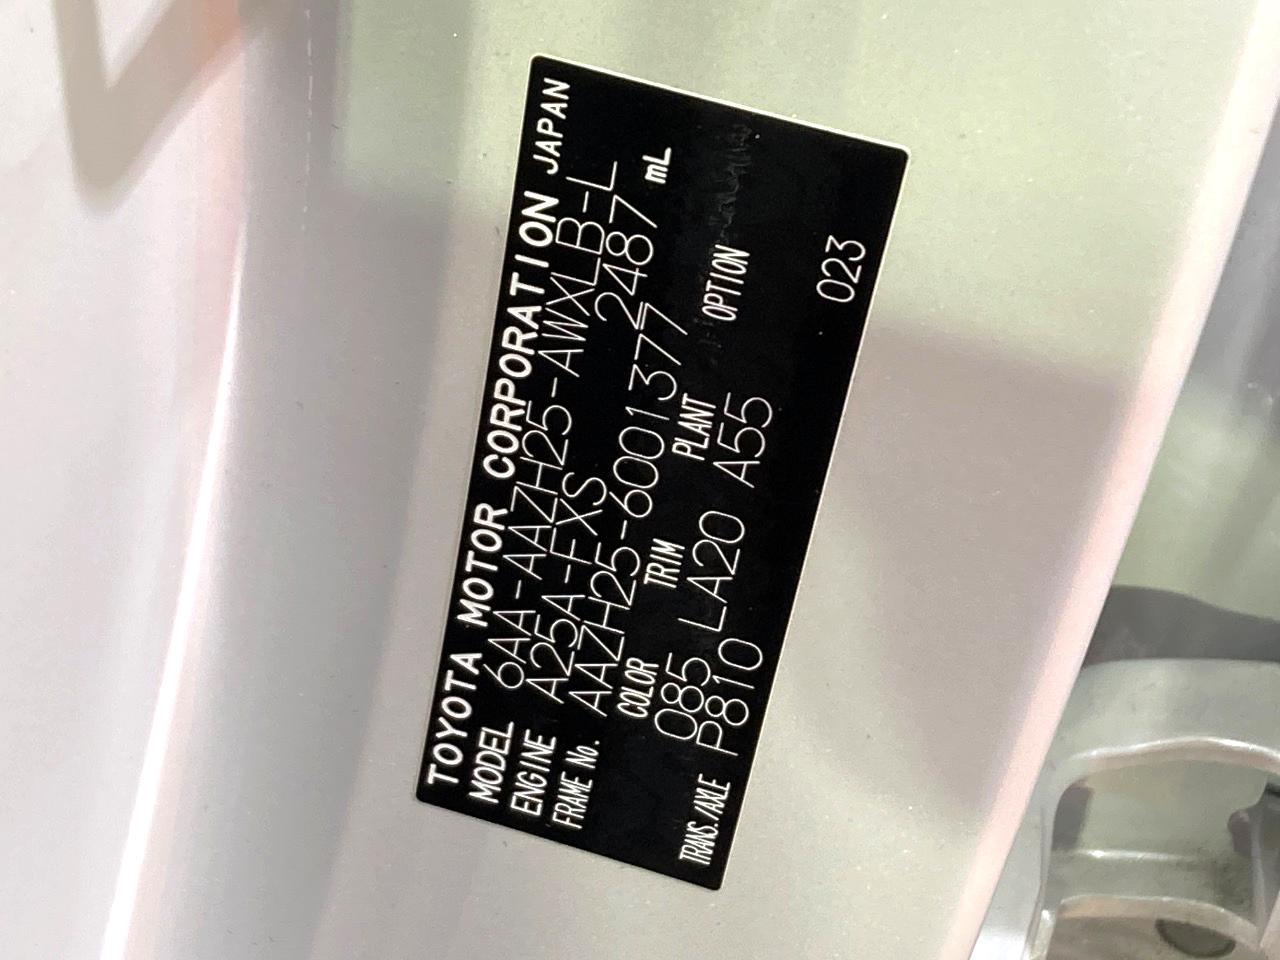 TOYOTA MOTOR CORPORATION JAPAN
MODEL 6AA-AAZH25-AWXLB-L
ENGINE A25A-FXS 2487 mL
FRAME No. AAZH25-6001377
COLOR TRIM PLANT OPTION
085 LA20 A55
TRANS./AXLE P810
023